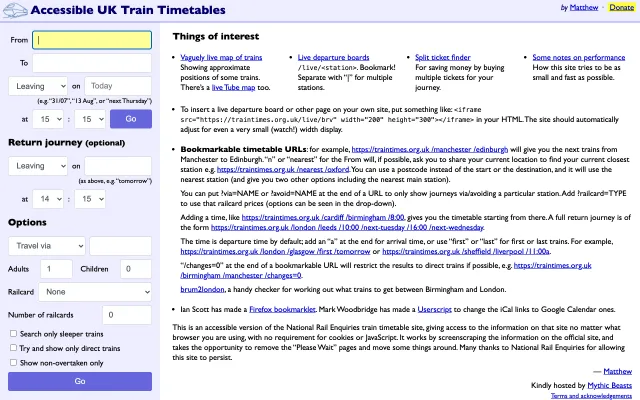 Accessible UK Train Timetables
by Matthew · Donate
From
To
Leaving on Today
(e.g. “31/07”, “13 Aug”, or “next Thursday”)
at 15 : 15 Go
Return journey (optional)
Leaving on
(as above, e.g. “tomorrow”)
at 14 : 15
Options
Travel via
Adults 1 Children 0
Railcard None
Number of railcards 0
Search only sleeper trains
Try and show only direct trains
Show non-overtaken only
Go
Things of interest
• Vaguely live map of trains
Showing approximate
positions of some trains.
There’s a live Tube map too.
• Live departure boards
/live/<station>. Bookmark!
Separate with “|” for multiple
stations.
• Split ticket finder
For saving money by
buying multiple tickets for your
journey.
• Some notes on performance
How this site tries to be as
small and fast as possible.
• To insert a live departure board or other page on your own site, put something like: <iframe
src="https://traintimes.org.uk/live/brv" width="200" height="300"></iframe> in your HTML. The site should automatically
adjust for even a very small (watch!) width display.
• Bookmarkable timetable URLs: for example, https://traintimes.org.uk /manchester /edinburgh will give you the next trains from
Manchester to Edinburgh. “n” or “nearest” for the From will, if possible, ask you to share your current location to find your current closest
station e.g. https://traintimes.org.uk /nearest /oxford. You can use a postcode instead of the start or the destination, and it will use the
nearest station (and give you two other options including the nearest main station).
You can put ?via=NAME or ?avoid=NAME at the end of a URL to only show journeys via/avoiding a particular station. Add ?railcard=TYPE
to use that railcard prices (options can be seen in the drop-down).
Adding a time, like https://traintimes.org.uk /cardiff /birmingham /8:00, gives you the timetable starting from there. A full return journey is of
the form https://traintimes.org.uk /london /leeds /10:00 /next-tuesday /16:00 /next-wednesday.
The time is departure time by default; add an “a” at the end for arrival time, or use “first” or “last” for first or last trains. For example,
https://traintimes.org.uk /london /glasgow /first /tomorrow or https://traintimes.org.uk /sheffield /liverpool /11:00a.
“/changes=0” at the end of a bookmarkable URL will restrict the results to direct trains if possible, e.g. https://traintimes.org.uk
/birmingham /manchester /changes=0.
brum2london, a handy checker for working out what trains to get between Birmingham and London.
• Ian Scott has made a Firefox bookmarklet. Mark Woodbridge has made a Userscript to change the iCal links to Google Calendar ones.
This is an accessible version of the National Rail Enquiries train timetable site, giving access to the information on that site no matter what
browser you are using, with no requirement for cookies or JavaScript. It works by screenscraping the information on the official site, and
takes the opportunity to remove the “Please Wait” pages and move some things around. Many thanks to National Rail Enquiries for allowing
this site to persist.
— Matthew
Kindly hosted by Mythic Beasts
Terms and acknowledgements